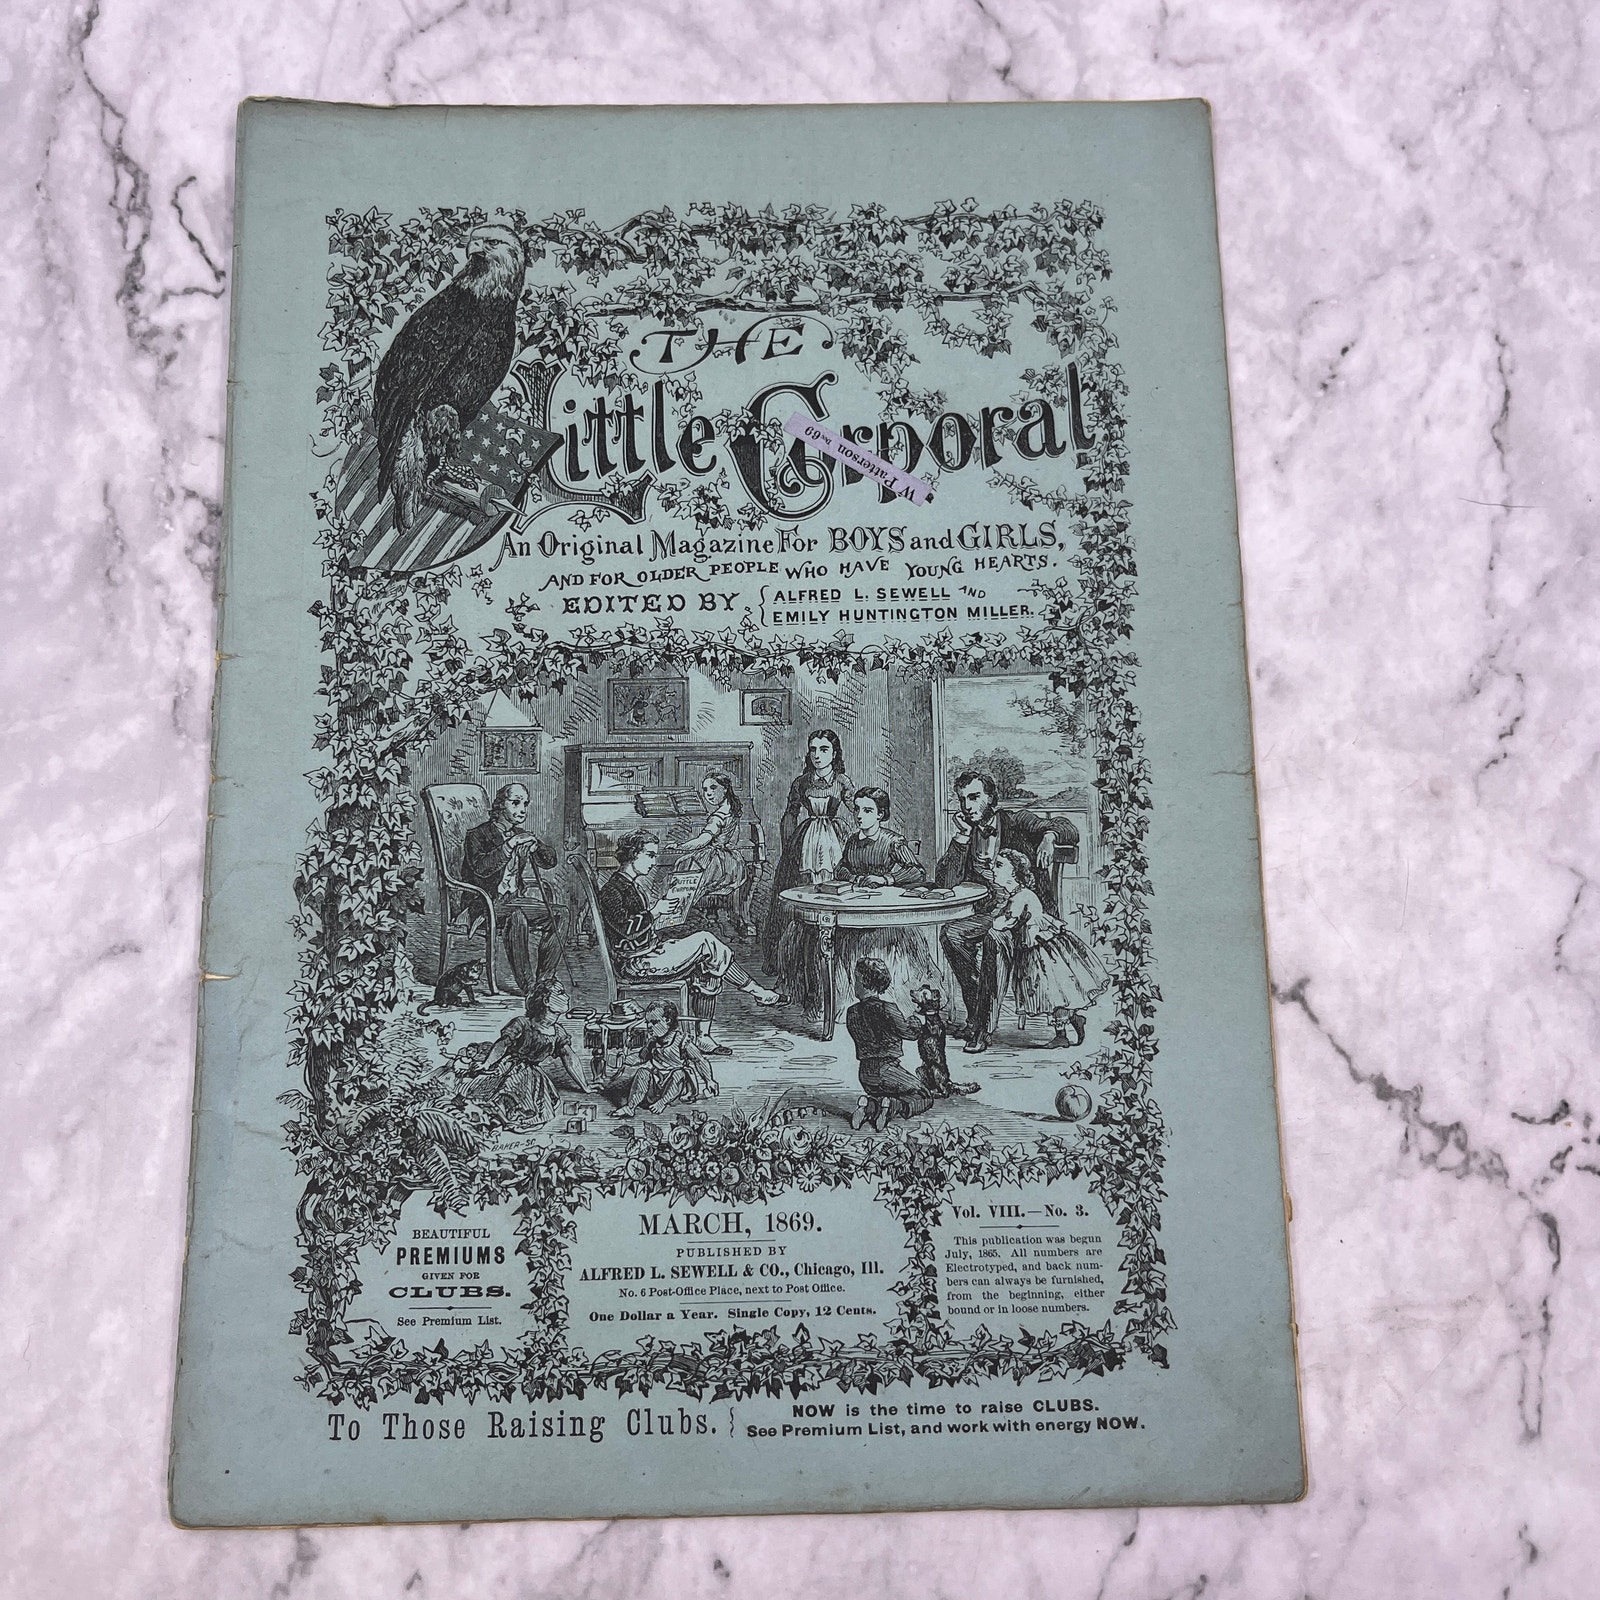 THE
Little Corporal
W Patterson Dec69
An Original Magazine For BOYS and GIRLS,
AND FOR OLDER PEOPLE WHO HAVE YOUNG HEARTS.
EDITED BY { ALFRED L. SEWELL AND
EMILY HUNTINGTON MILLER.
LITTLE
CORPORAL
BAKER-SC
BEAUTIFUL
PREMIUMS
GIVEN FOR
CLUBS.
See Premium List.
MARCH, 1869.
PUBLISHED BY
ALFRED L. SEWELL & CO., Chicago, Ill.
No. 6 Post-Office Place, next to Post Office.
One Dollar a Year. Single Copy, 12 Cents.
Vol. VIII.—No. 3.
This publication was begun
July, 1865. All numbers are
Electrotyped, and back num-
bers can always be furnished,
from the beginning, either
bound or in loose numbers.
To Those Raising Clubs. { NOW is the time to raise CLUBS.
See Premium List, and work with energy NOW.